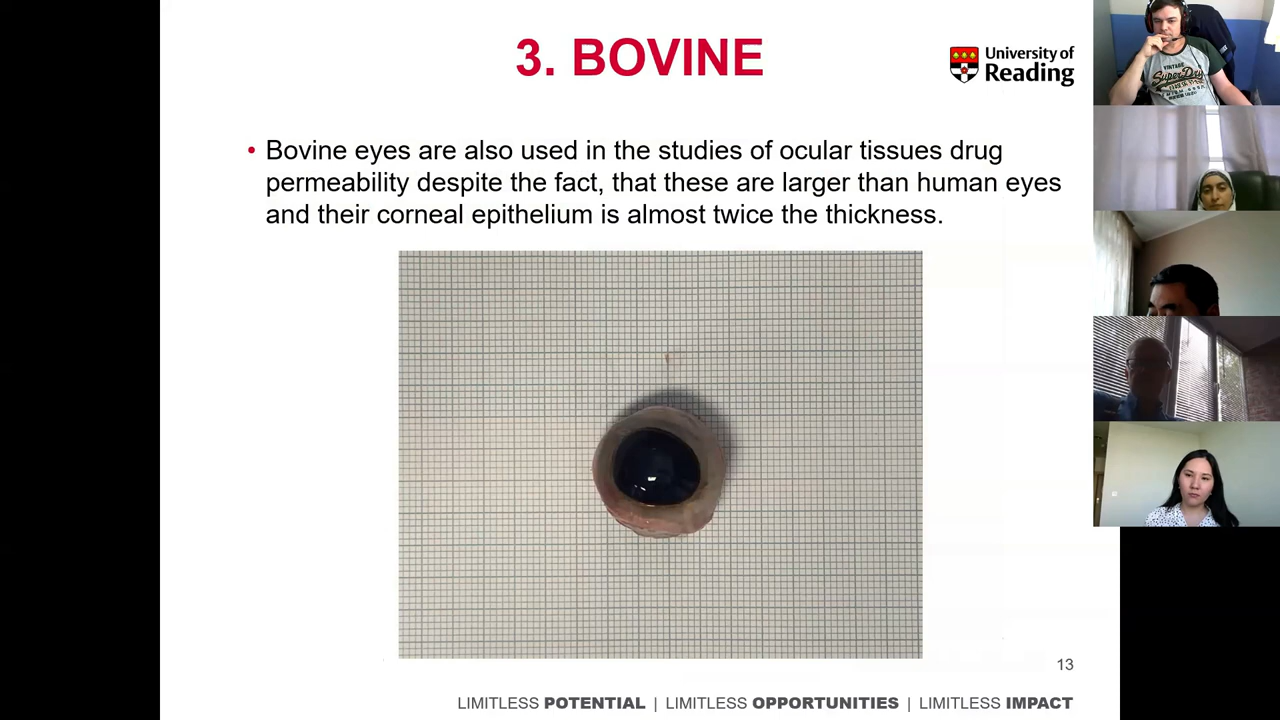 3. BOVINE
University of
Reading
• Bovine eyes are also used in the studies of ocular tissues drug
permeability despite the fact, that these are larger than human eyes
and their corneal epithelium is almost twice the thickness.
VINTAGE
SuperDry
13
LIMITLESS POTENTIAL | LIMITLESS OPPORTUNITIES | LIMITLESS IMPACT